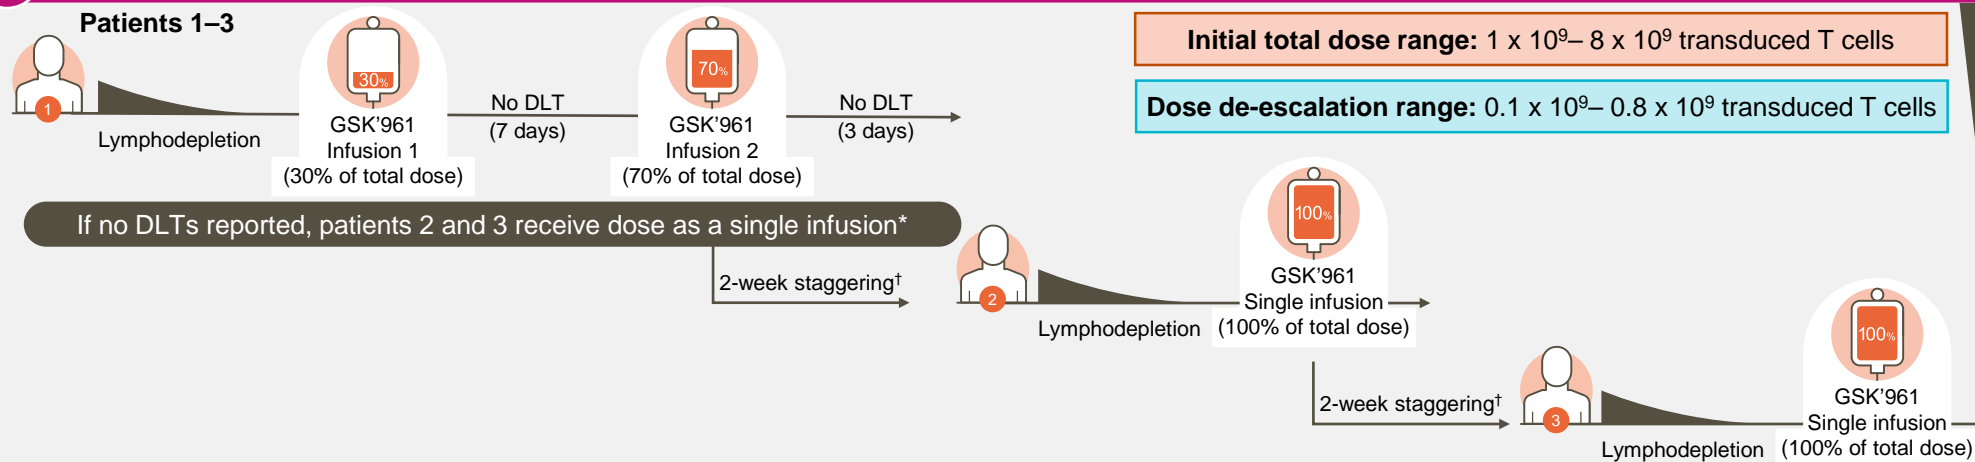 Patients 1–3
Initial total dose range: 1 x 10⁹– 8 x 10⁹ transduced T cells
Dose de-escalation range: 0.1 x 10⁹– 0.8 x 10⁹ transduced T cells
1
Lymphodepletion
30%
GSK’961
Infusion 1
(30% of total dose)
No DLT
(7 days)
70%
GSK’961
Infusion 2
(70% of total dose)
No DLT
(3 days)
If no DLTs reported, patients 2 and 3 receive dose as a single infusion*
2-week staggering†
2
Lymphodepletion
100%
GSK’961
Single infusion
(100% of total dose)
2-week staggering†
3
Lymphodepletion
100%
GSK’961
Single infusion
(100% of total dose)